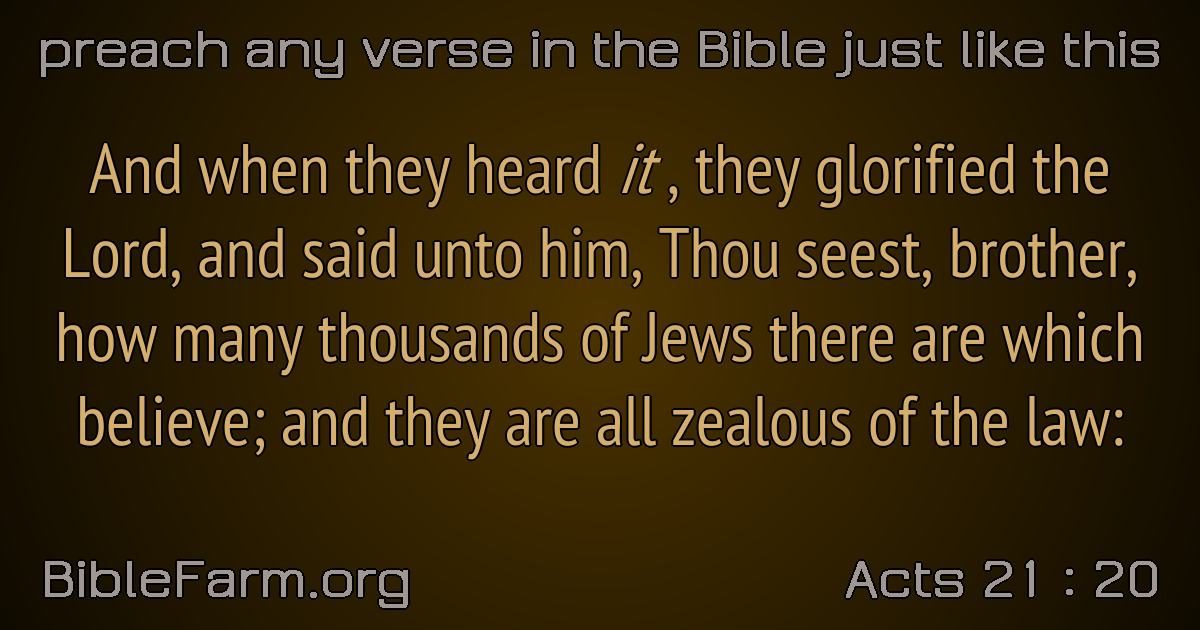 preach any verse in the Bible just like this
And when they heard it , they glorified the
Lord, and said unto him, Thou seest, brother,
how many thousands of Jews there are which
believe; and they are all zealous of the law:
BibleFarm.org
Acts 21 : 20